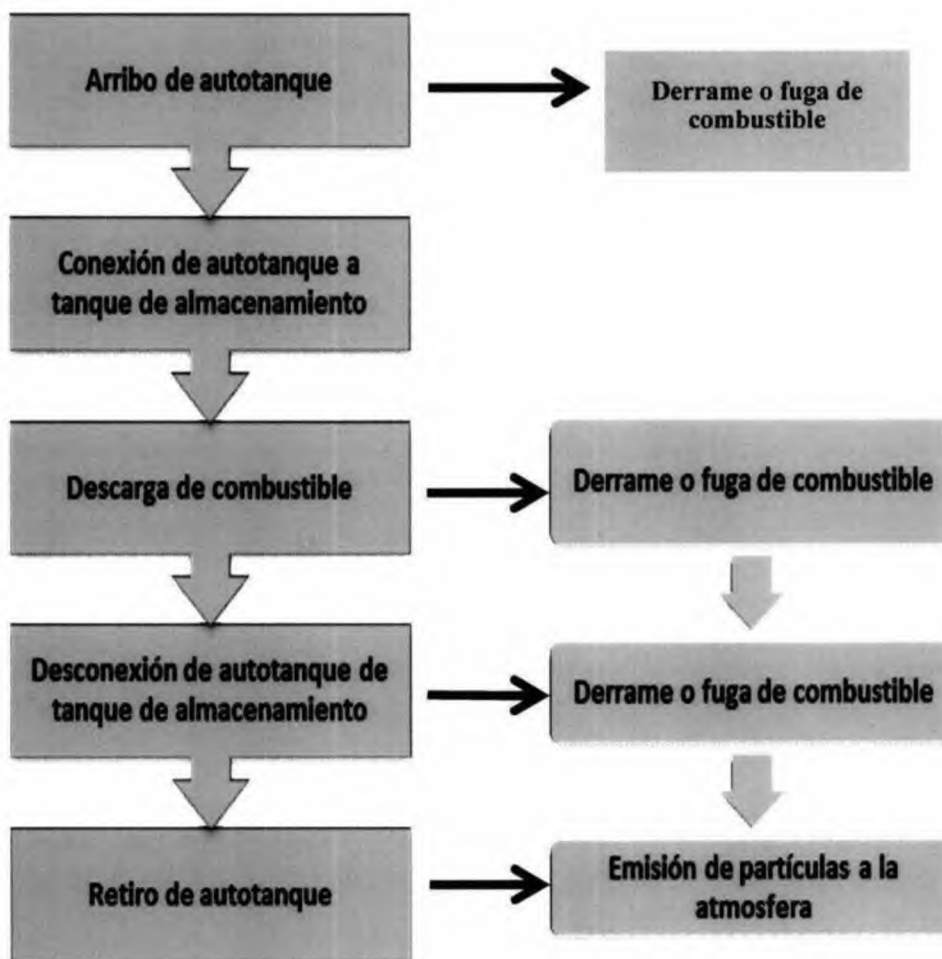 Arribo de autotanque
Derrame o fuga de
combustible
Conexión de autotanque a
tanque de almacenamiento
Descarga de combustible
Derrame o fuga de combustible
Desconexión de autotanque de
tanque de almacenamiento
Derrame o fuga de combustible
Retiro de autotanque
Emisión de partículas a la
atmosfera